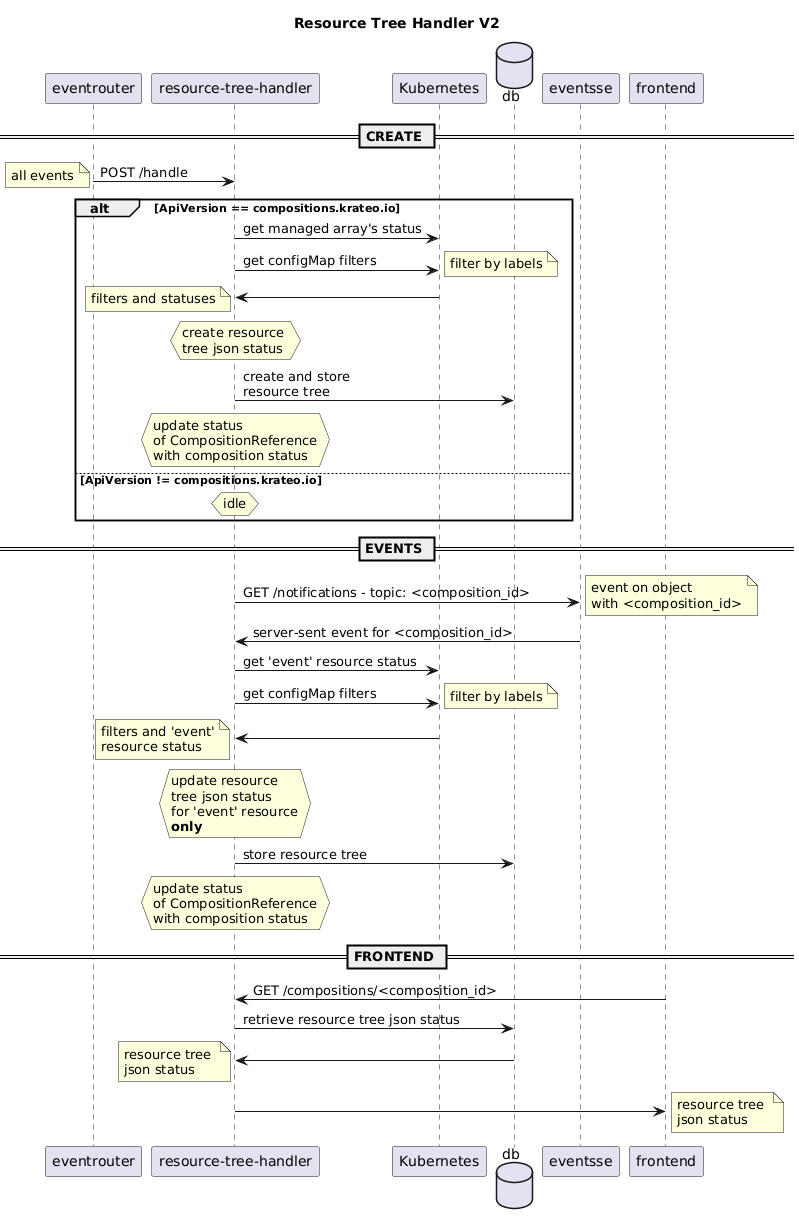 Resource Tree Handler V2
eventrouter
resource-tree-handler
Kubernetes
db
eventsse
frontend
CREATE
all events
POST /handle
alt
[ApiVersion == compositions.krateo.io]
get managed array's status
get configMap filters
filter by labels
filters and statuses
create resource
tree json status
create and store
resource tree
update status
of CompositionReference
with composition status
[ApiVersion != compositions.krateo.io]
idle
EVENTS
GET /notifications - topic: <composition_id>
event on object
with <composition_id>
server-sent event for <composition_id>
get 'event' resource status
get configMap filters
filter by labels
filters and 'event'
resource status
update resource
tree json status
for 'event' resource
only
store resource tree
update status
of CompositionReference
with composition status
FRONTEND
GET /compositions/<composition_id>
retrieve resource tree json status
resource tree
json status
resource tree
json status
eventrouter
resource-tree-handler
Kubernetes
db
eventsse
frontend